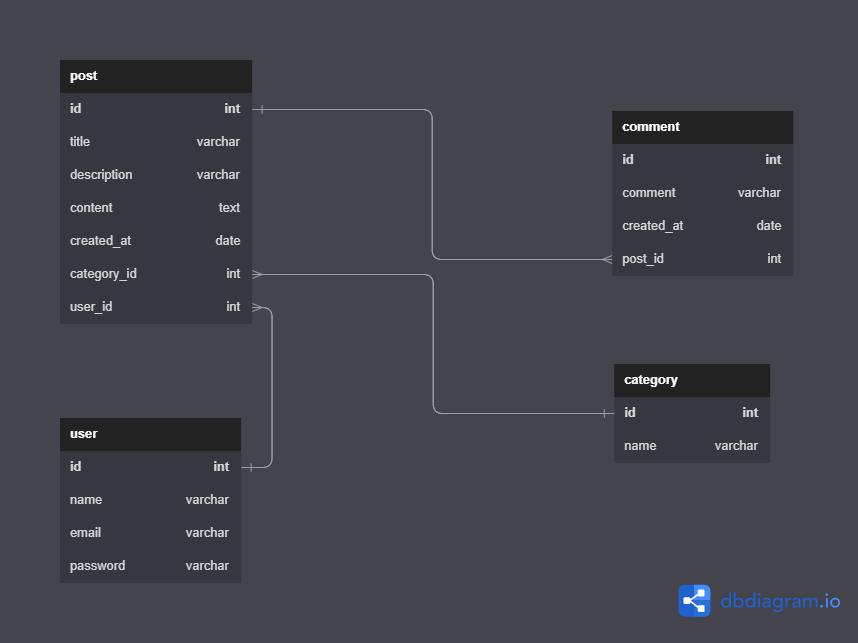 post
id int
title varchar
description varchar
content text
created_at date
category_id int
user_id int
comment
id int
comment varchar
created_at date
post_id int
category
id int
name varchar
user
id int
name varchar
email varchar
password varchar
dbdiagram.io